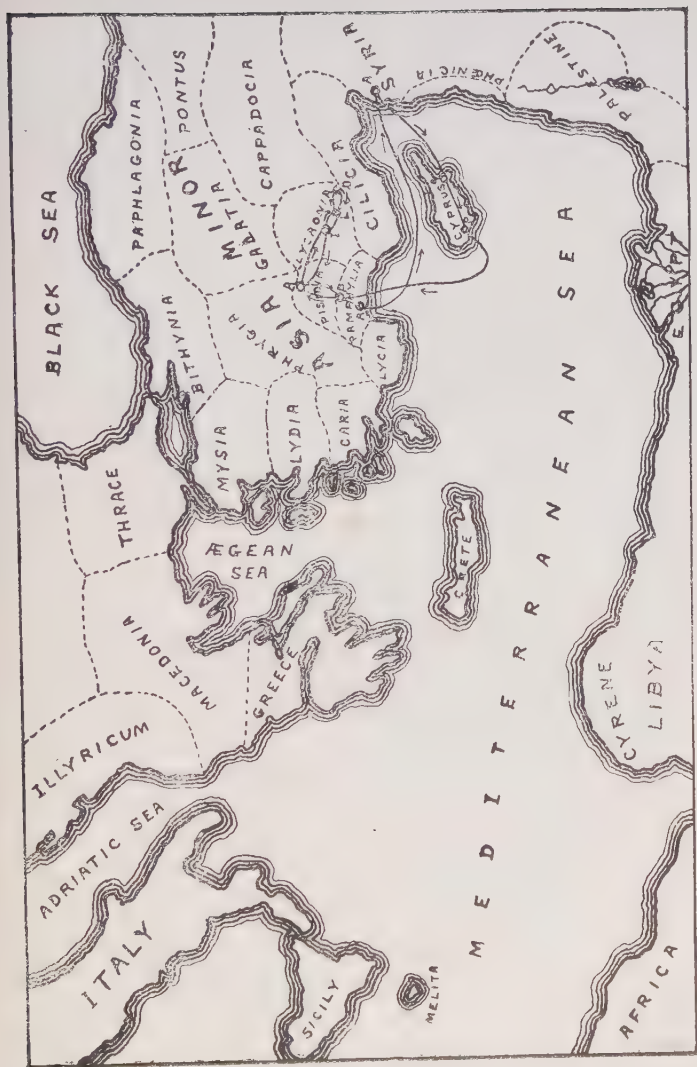 BLACK SEA
THRACE
ILLYRICUM
MACEDONIA
ADRIATIC SEA
ITALY
GREECE
ÆGEAN
SEA
SICILY
MELITA
BITHYNIA
PAPHLAGONIA
PONTUS
ASIA MINOR
GALATIA
CAPPADOCIA
MYSIA
LYDIA
CARIA
PHRYGIA
LYCIA
PAMPHYLIA
LYCAONIA
CILICIA
SYRIA
PHŒNICIA
PALESTINE
CYPRUS
CRETE
MEDITERRANEAN SEA
EGYPT
CYRENE
LIBYA
AFRICA